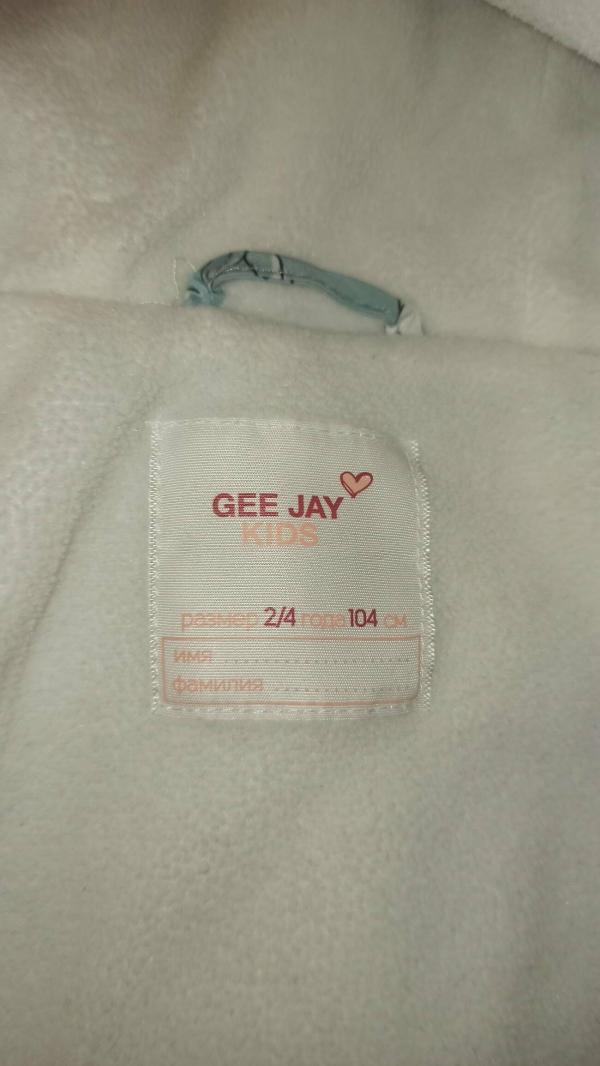 GEE JAY
KIDS
размер 2/4 года 104 см
имя ........................
фамилия ..................